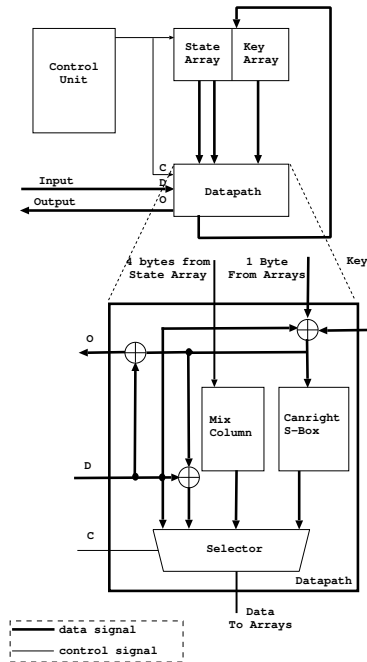 Control
Unit
State
Array
Key
Array
C
D
O
Input
Output
Datapath
4 bytes from
State Array
1 Byte
From Arrays
Key
O
Mix
Column
Canright
S-Box
D
C
Selector
Datapath
Data
To Arrays
data signal
control signal